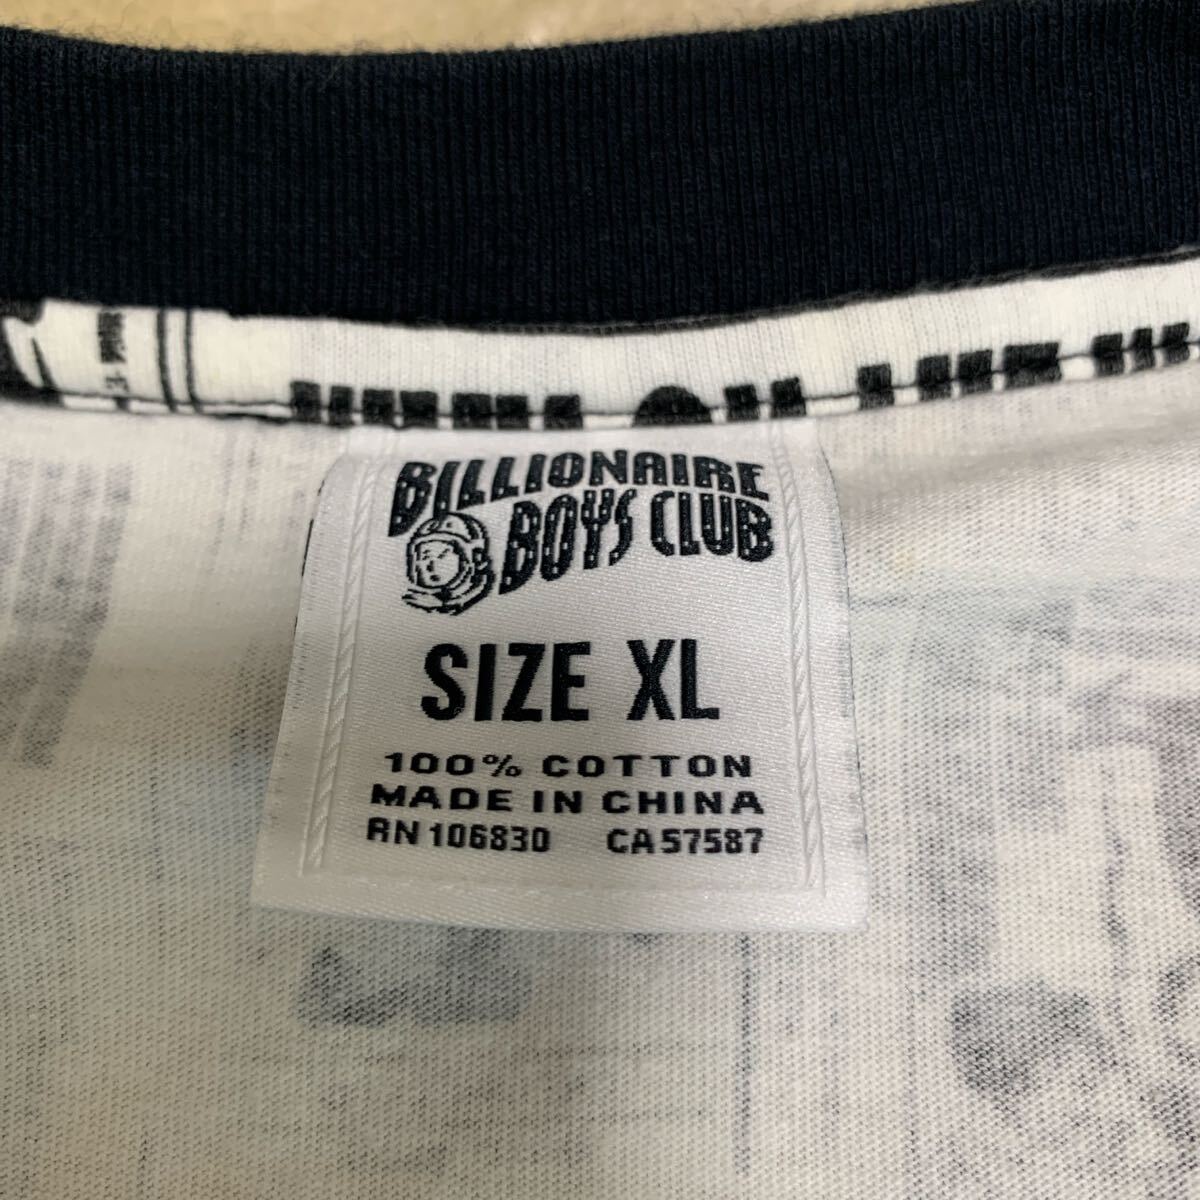 BILLIONAIRE
BOYS CLUB
SIZE XL
100% COTTON
MADE IN CHINA
RN 106830 CA 57587